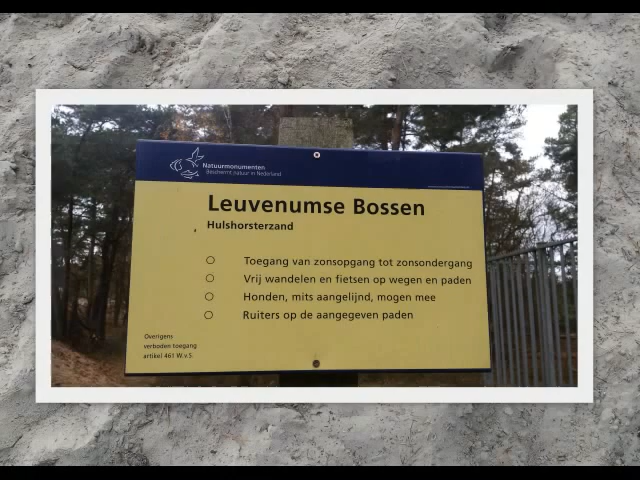 Natuurmonumenten
Beschermt natuur in Nederland
Leuvenumse Bossen
Hulshorsterzand
Toegang van zonsopgang tot zonsondergang
Vrij wandelen en fietsen op wegen en paden
Honden, mits aangelijnd, mogen mee
Ruiters op de aangegeven paden
Overigens
verboden toegang
artikel 461 W.v.S.